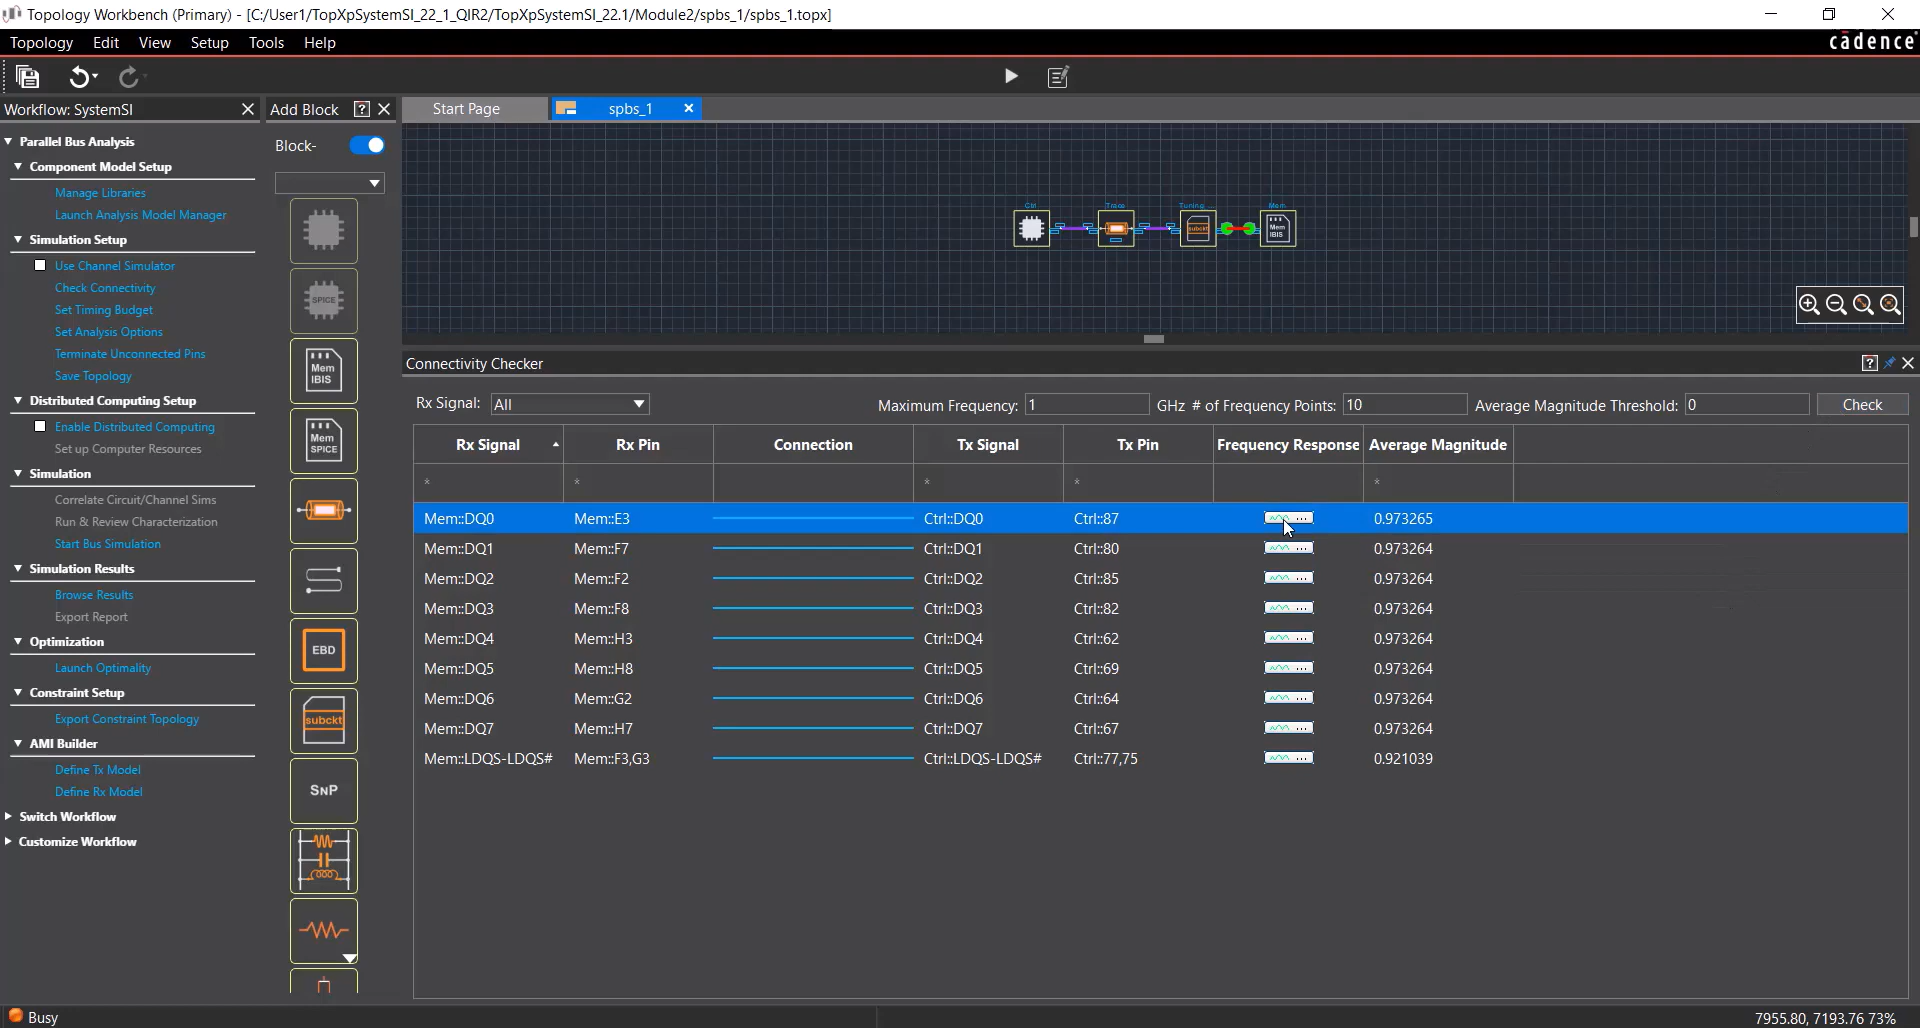 Topology Workbench (Primary) - [C:/User1/TopXpSystemSI_22_1_QIR2/TopXpSystemSI_22.1/Module2/spbs_1/spbs_1.topx]
Topology Edit View Setup Tools Help
cādence
Workflow: SystemSI
Parallel Bus Analysis
Component Model Setup
Manage Libraries
Launch Analysis Model Manager
Simulation Setup
Use Channel Simulator
Check Connectivity
Set Timing Budget
Set Analysis Options
Terminate Unconnected Pins
Save Topology
Distributed Computing Setup
Enable Distributed Computing
Set up Computer Resources
Simulation
Correlate Circuit/Channel Sims
Run & Review Characterization
Start Bus Simulation
Simulation Results
Browse Results
Export Report
Optimization
Launch Optimality
Constraint Setup
Export Constraint Topology
AMI Builder
Define Tx Model
Define Rx Model
Switch Workflow
Customize Workflow
Add Block ?
Block-
SPICE
Mem
IBIS
Mem
SPICE
EBD
subckt
SNP
Start Page spbs_1
Ctrl Trace Tuning_... Mem
subckt
Mem
IBIS
Connectivity Checker ?
Rx Signal: All Maximum Frequency: 1 GHz # of Frequency Points: 10 Average Magnitude Threshold: 0 Check
Rx Signal Rx Pin Connection Tx Signal Tx Pin Frequency Response Average Magnitude
* * * * *
Mem::DQ0 Mem::E3 Ctrl::DQ0 Ctrl::87 ... 0.973265
Mem::DQ1 Mem::F7 Ctrl::DQ1 Ctrl::80 ... 0.973264
Mem::DQ2 Mem::F2 Ctrl::DQ2 Ctrl::85 ... 0.973264
Mem::DQ3 Mem::F8 Ctrl::DQ3 Ctrl::82 ... 0.973264
Mem::DQ4 Mem::H3 Ctrl::DQ4 Ctrl::62 ... 0.973264
Mem::DQ5 Mem::H8 Ctrl::DQ5 Ctrl::69 ... 0.973264
Mem::DQ6 Mem::G2 Ctrl::DQ6 Ctrl::64 ... 0.973264
Mem::DQ7 Mem::H7 Ctrl::DQ7 Ctrl::67 ... 0.973264
Mem::LDQS-LDQS# Mem::F3,G3 Ctrl::LDQS-LDQS# Ctrl::77,75 ... 0.921039
Busy
7955.80, 7193.76 73%